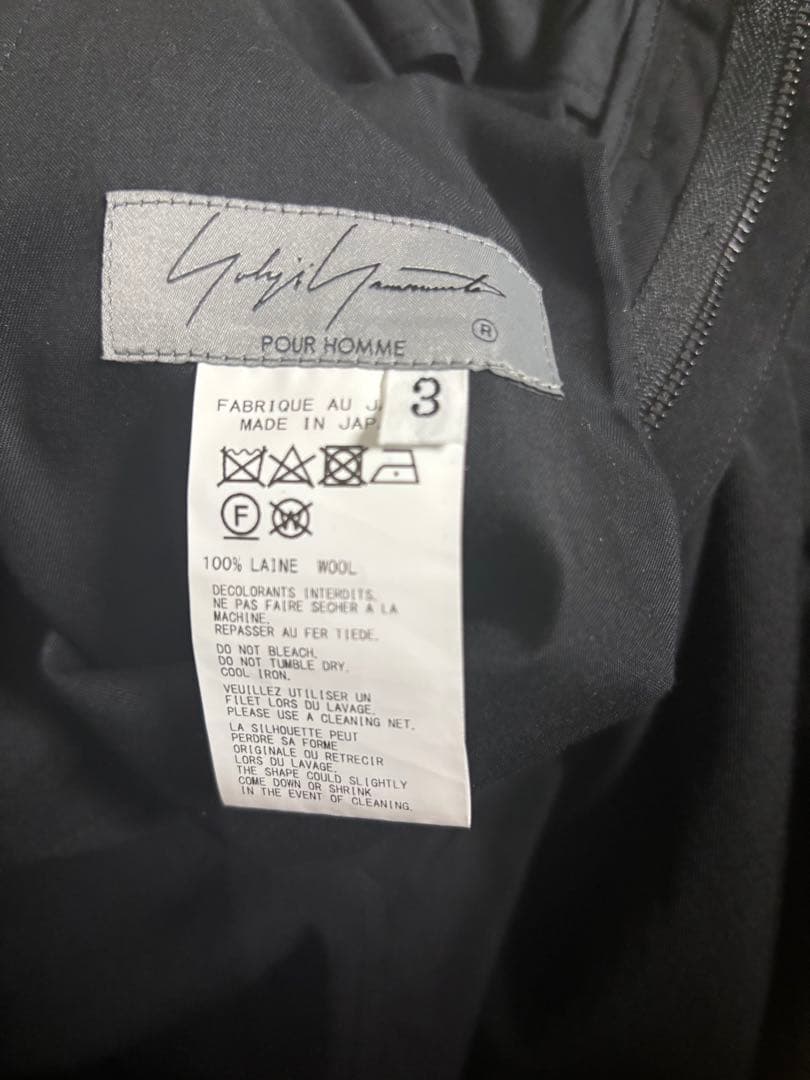 Yohji Yamamoto
®
POUR HOMME
3
FABRIQUE AU
MADE IN
F
W
100% LAINE WOOL
DECOLORANTS INTERDITS.
NE PAS FAIRE SECHER A LA
MACHINE.
REPASSER AU FER TIEDE.
DO NOT BLEACH.
DO NOT TUMBLE DRY.
COOL IRON.
VEUILLEZ UTILISER UN
FILET LORS DU LAVAGE.
PLEASE USE A CLEANING NET.
LA SILHOUETTE PEUT
PERDRE SA FORME
ORIGINALE OU RETRECIR
LORS DU LAVAGE.
THE SHAPE COULD SLIGHTLY
COME DOWN OR SHRINK
IN THE EVENT OF CLEANING.